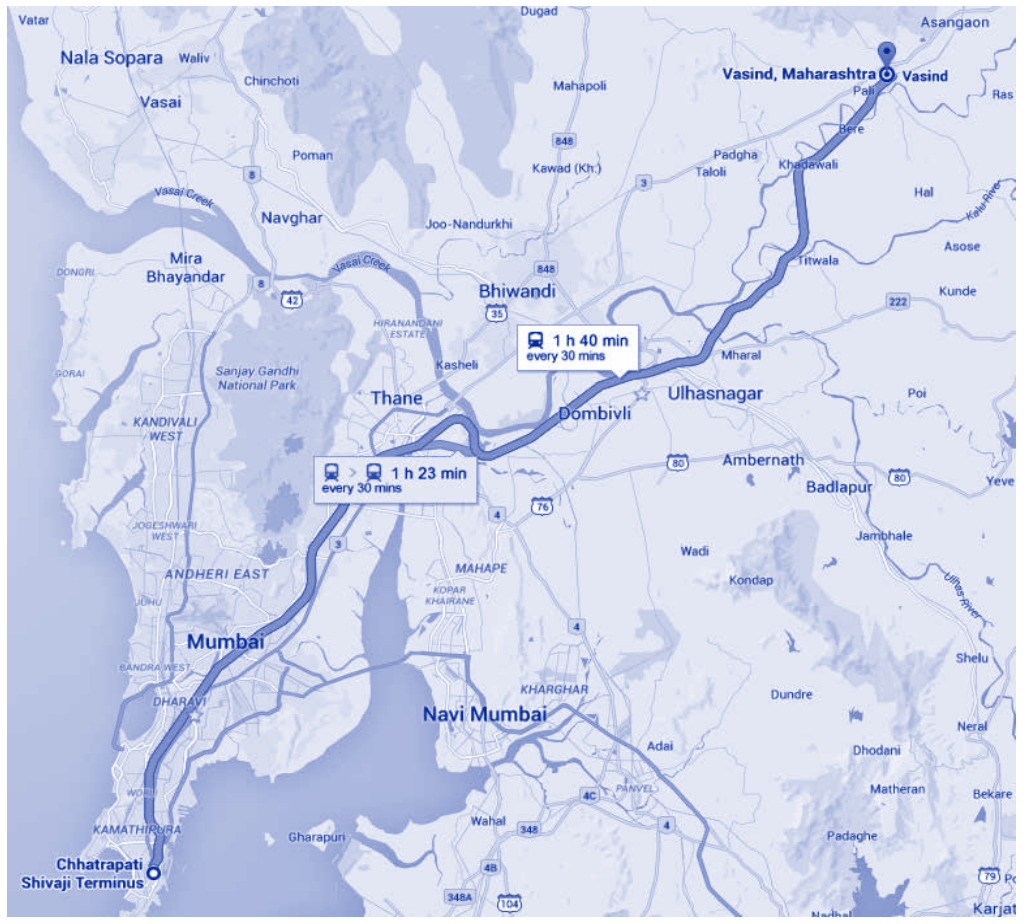 Vatar
Dugad
Asangaon
Nala Sopara
Waliv
Chinchoti
Mahapoli
Vasind, Maharashtra
Vasind
Pali
Ras
Vasai
Bere
Poman
848
Padgha
Khadawali
Kawad (Kh.)
Taloli
8
3
Vasai Creek
Hal
Kalu River
Navghar
Joo-Nandurkhi
Asose
Mira
Bhayandar
Vasai Creek
Titwala
DONGRI
848
8
42
Bhiwandi
Kunde
222
35
HIRANANDANI
ESTATE
1 h 40 min
every 30 mins
Mharal
GORAI
Sanjay Gandhi
National Park
Kasheli
Thane
Dombivli
Ulhasnagar
Poi
KANDIVALI
WEST
80
Ambernath
80
1 h 23 min
every 30 mins
Badlapur
Yeve
76
4
JOGESHWARI
WEST
3
Jambhale
Wadi
ANDHERI EAST
MAHAPE
Kondap
KOPAR
KHAIRANE
Ulhas River
JUHU
4
Mumbai
Shelu
BANDRA WEST
KHARGHAR
Dundre
DHARAVI
Navi Mumbai
Neral
Adai
Dhodani
PANVEL
Matheran
Bekare
4C
WORLI
Wahal
348
4
KAMATHIPURA
Gharapuri
Padaghe
Chhatrapati
Shivaji Terminus
4B
79
Po
348A
104
Nadhal
Karjat